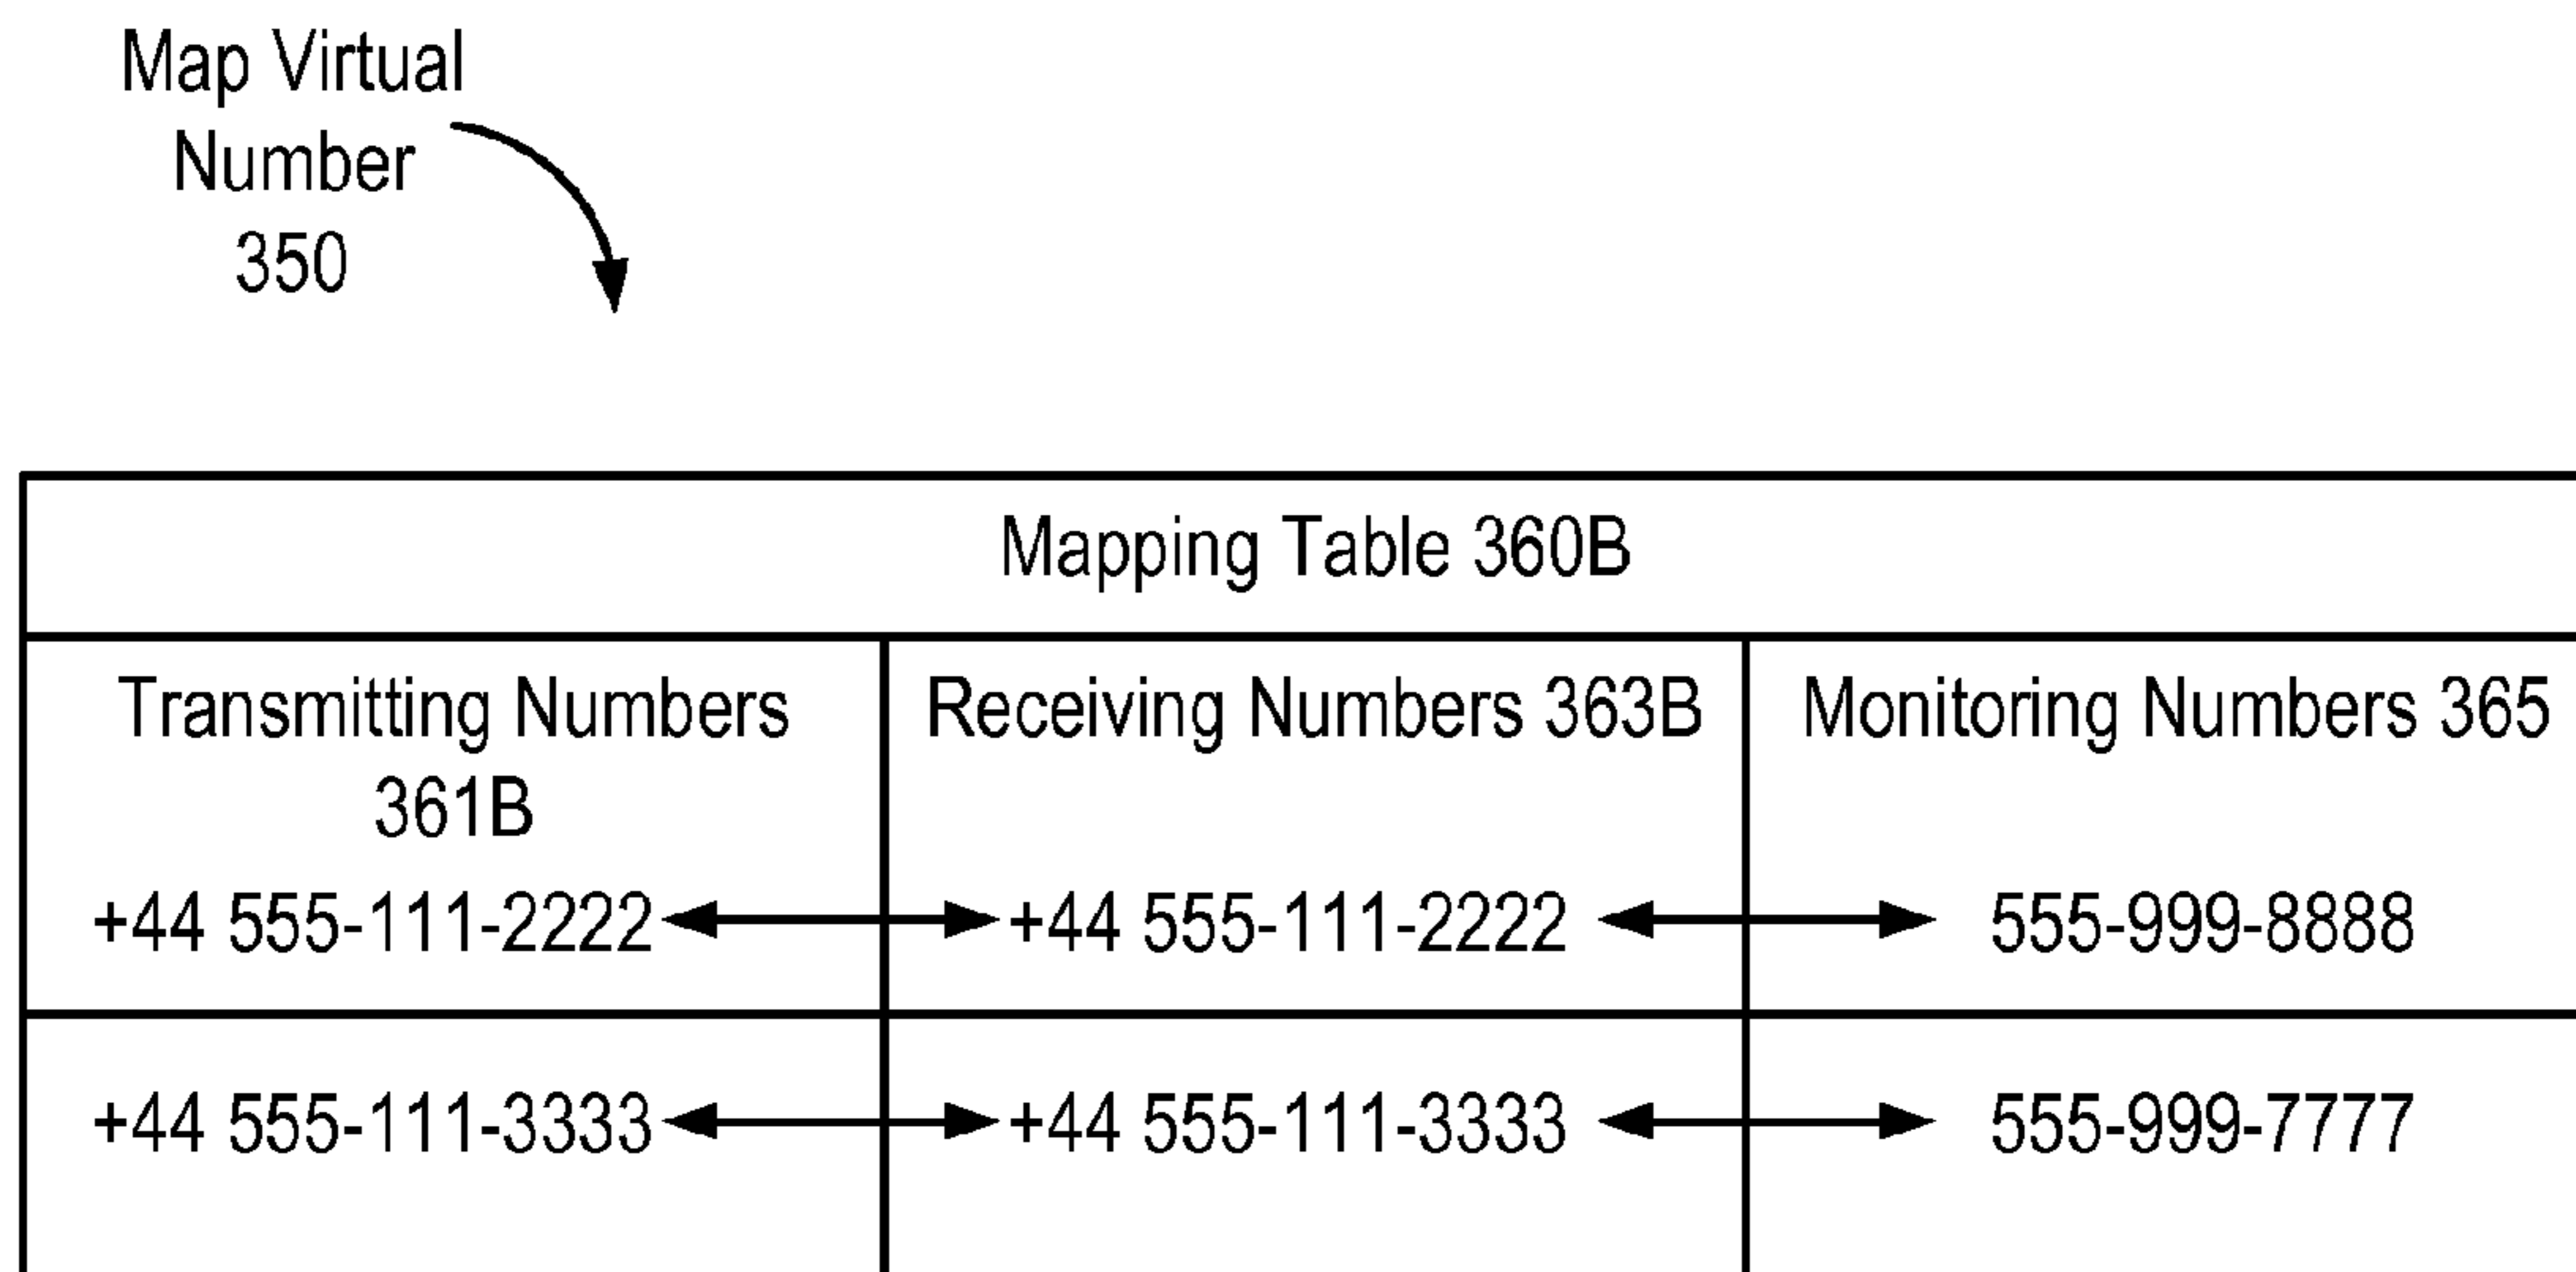 Map Virtual
Number
350
Mapping Table 360B
Transmitting Numbers
361B
Receiving Numbers 363B
Monitoring Numbers 365
+44 555-111-2222
+44 555-111-2222
555-999-8888
+44 555-111-3333
+44 555-111-3333
555-999-7777